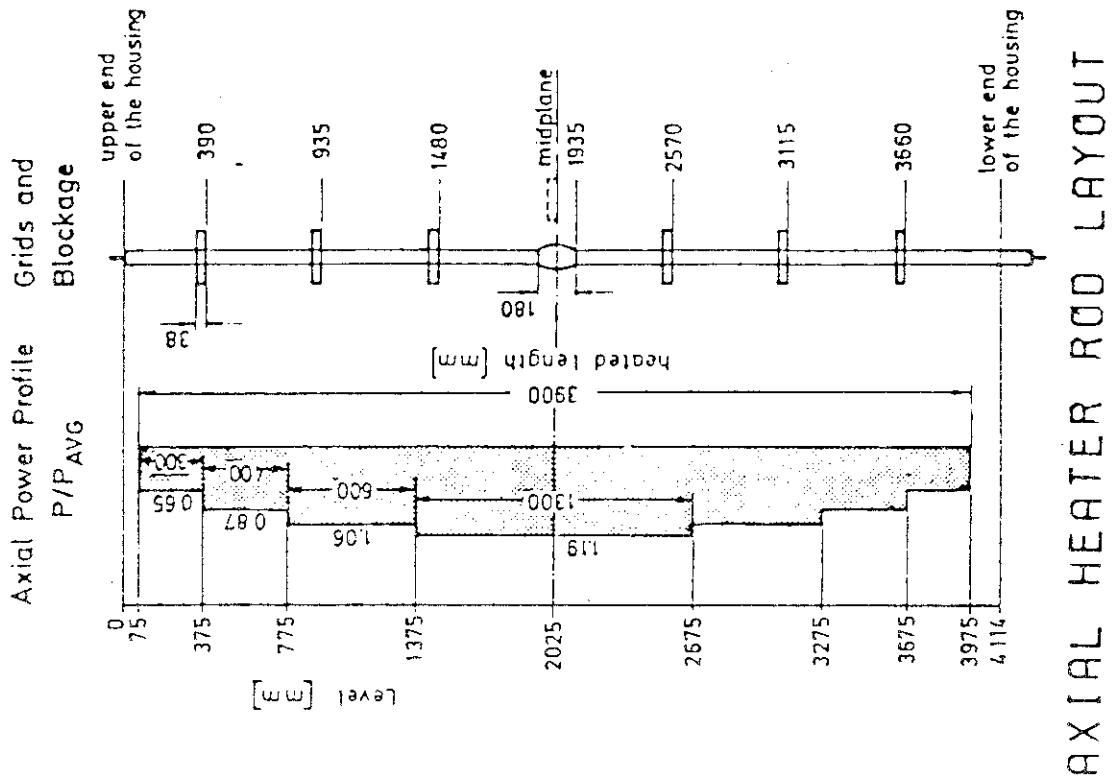 Axial Power Profile
P/P AVG
Grids and
Blockage
Level [mm]
0
75
375
775
1375
2025
2675
3275
3675
3975
4114
300
0.65
400
0.87
600
1.06
1300
1.19
3900
heated length [mm]
38
180
upper end
of the housing
390
935
1480
midplane
1935
2570
3115
3660
lower end
of the housing
AXIAL HEATER ROD LAYOUT